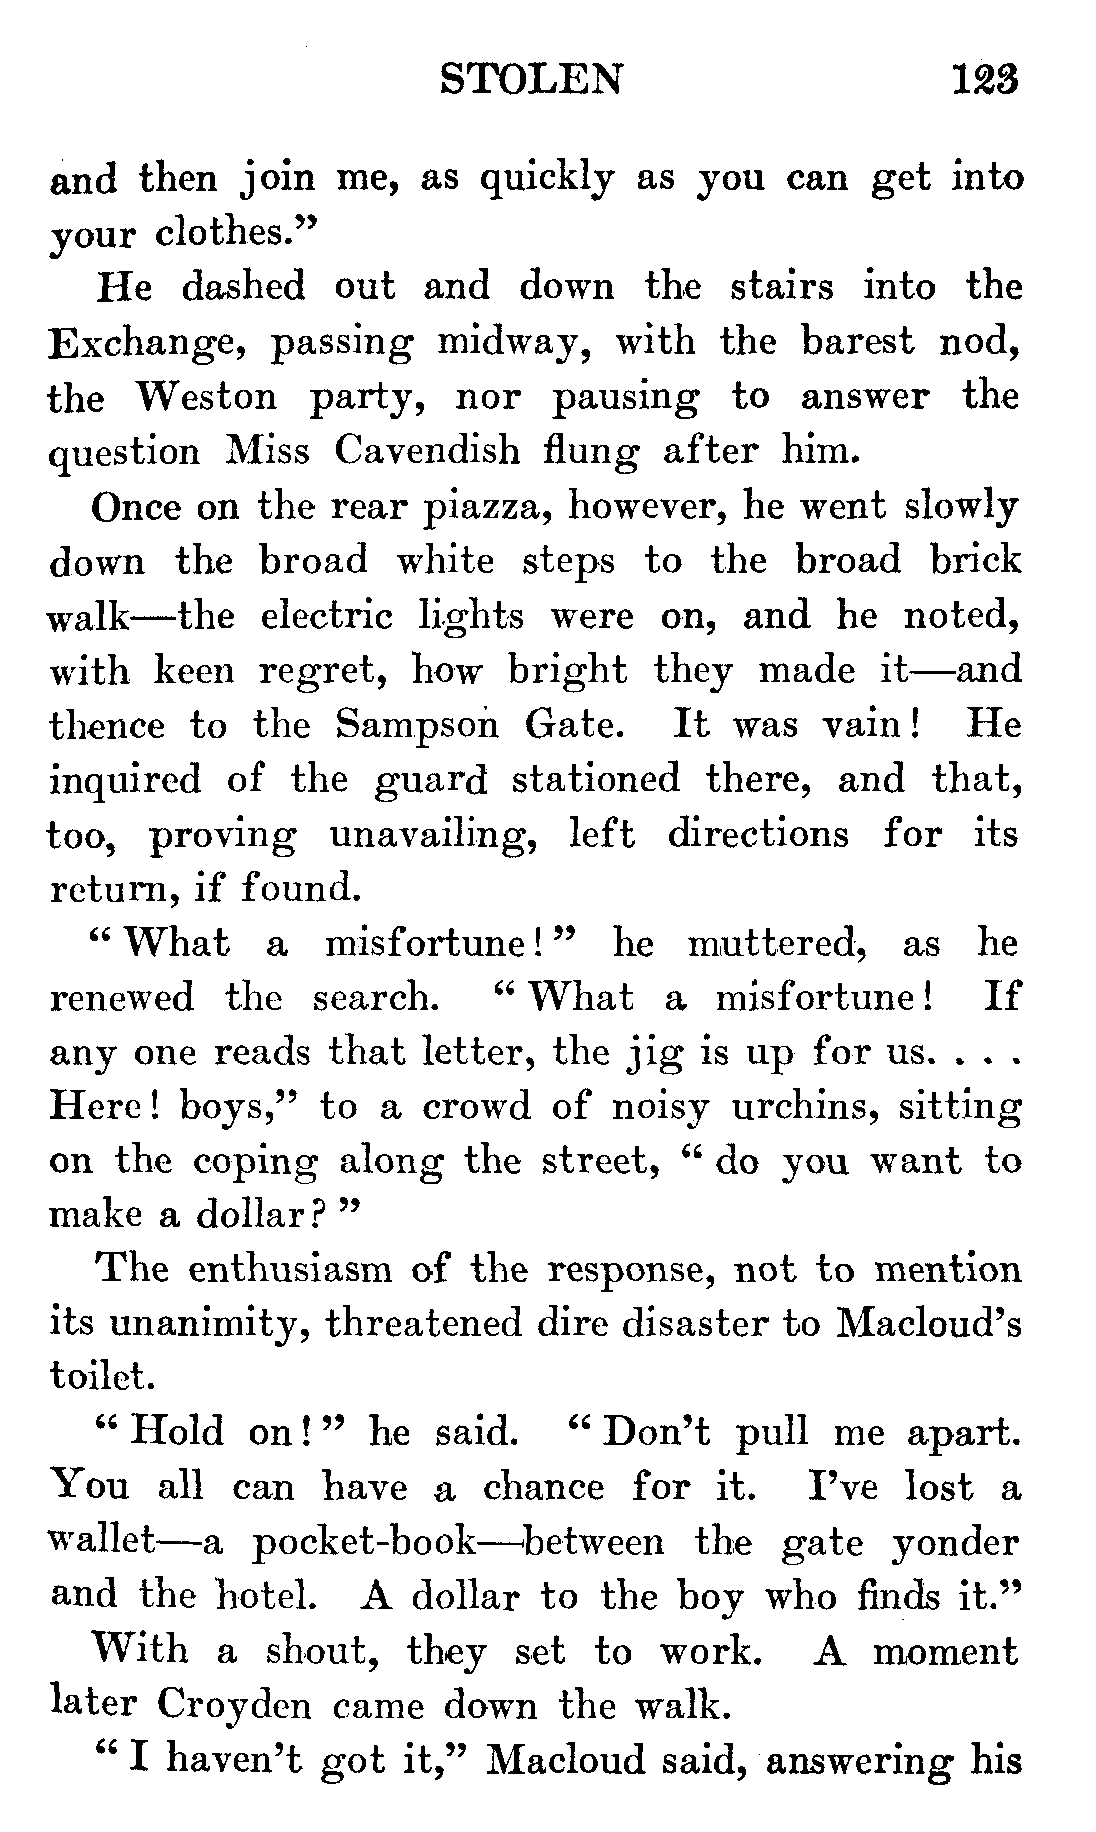 STOLEN 123
and then join me, as quickly as you can get into
your clothes.”
He dashed out and down the stairs into the
Exchange, passing midway, with the barest nod,
the Weston party, nor pausing to answer the
question Miss Cavendish flung after him.
Once on the rear piazza, however, he went slowly
down the broad white steps to the broad brick
walk—the electric lights were on, and he noted,
with keen regret, how bright they made it—and
thence to the Sampson Gate. It was vain! He
inquired of the guard stationed there, and that,
too, proving unavailing, left directions for its
return, if found.
“ What a misfortune! ” he muttered, as he
renewed the search. “ What a misfortune! If
any one reads that letter, the jig is up for us. . . .
Here! boys,” to a crowd of noisy urchins, sitting
on the coping along the street, “ do you want to
make a dollar? ”
The enthusiasm of the response, not to mention
its unanimity, threatened dire disaster to Macloud’s
toilet.
“ Hold on! ” he said. “ Don’t pull me apart.
You all can have a chance for it. I’ve lost a
wallet—a pocket-book—between the gate yonder
and the hotel. A dollar to the boy who finds it.”
With a shout, they set to work. A moment
later Croyden came down the walk.
“ I haven’t got it,” Macloud said, answering his